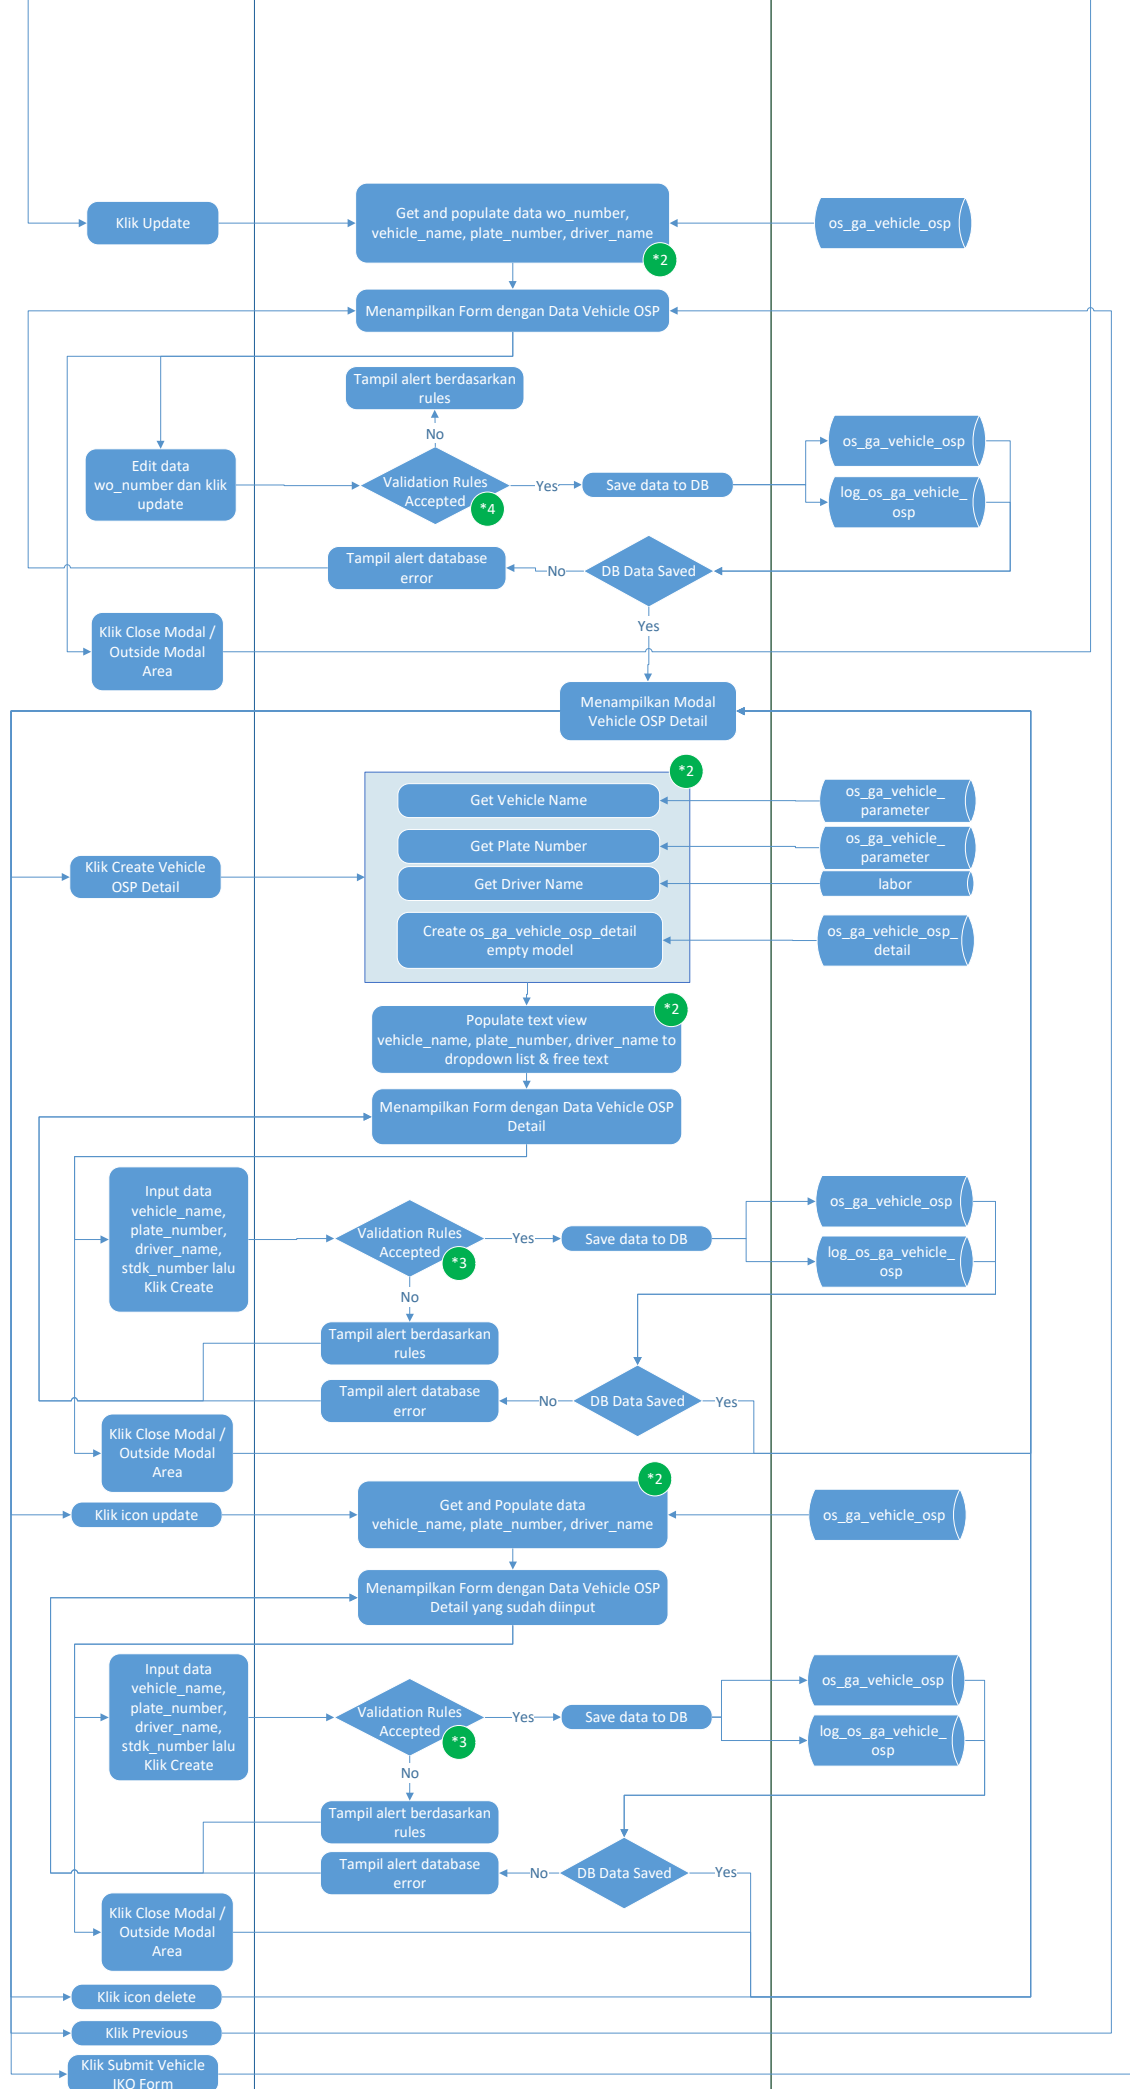 Klik Update
Get and populate data wo_number,
vehicle_name, plate_number, driver_name
*2
os_ga_vehicle_osp
Menampilkan Form dengan Data Vehicle OSP
Tampil alert berdasarkan
rules
No
Edit data
wo_number dan klik
update
Validation Rules
Accepted
*4
Yes
Save data to DB
os_ga_vehicle_osp
log_os_ga_vehicle_
osp
Tampil alert database
error
No
DB Data Saved
Yes
Klik Close Modal /
Outside Modal
Area
Menampilkan Modal
Vehicle OSP Detail
*2
Get Vehicle Name
os_ga_vehicle_
parameter
Get Plate Number
os_ga_vehicle_
parameter
Klik Create Vehicle
OSP Detail
Get Driver Name
labor
Create os_ga_vehicle_osp_detail
empty model
os_ga_vehicle_osp_
detail
*2
Populate text view
vehicle_name, plate_number, driver_name to
dropdown list & free text
Menampilkan Form dengan Data Vehicle OSP
Detail
Input data
vehicle_name,
plate_number,
driver_name,
stdk_number lalu
Klik Create
Validation Rules
Accepted
*3
Yes
Save data to DB
os_ga_vehicle_osp
log_os_ga_vehicle_
osp
No
Tampil alert berdasarkan
rules
Tampil alert database
error
No
DB Data Saved
Yes
Klik Close Modal /
Outside Modal
Area
*2
Klik icon update
Get and Populate data
vehicle_name, plate_number, driver_name
os_ga_vehicle_osp
Menampilkan Form dengan Data Vehicle OSP
Detail yang sudah diinput
Input data
vehicle_name,
plate_number,
driver_name,
stdk_number lalu
Klik Create
Validation Rules
Accepted
*3
Yes
Save data to DB
os_ga_vehicle_osp
log_os_ga_vehicle_
osp
No
Tampil alert berdasarkan
rules
Tampil alert database
error
No
DB Data Saved
Yes
Klik Close Modal /
Outside Modal
Area
Klik icon delete
Klik Previous
Klik Submit Vehicle
IKO Form